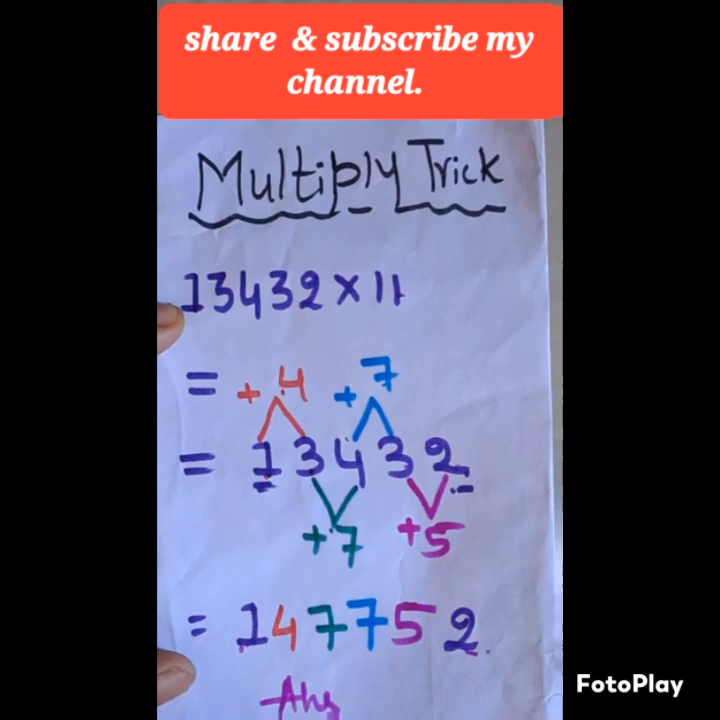 share & subscribe my
channel.
Multiply Trick
13432 × 11
= +4 +7
= 13432
+7 +5
= 147752.
Ans
FotoPlay